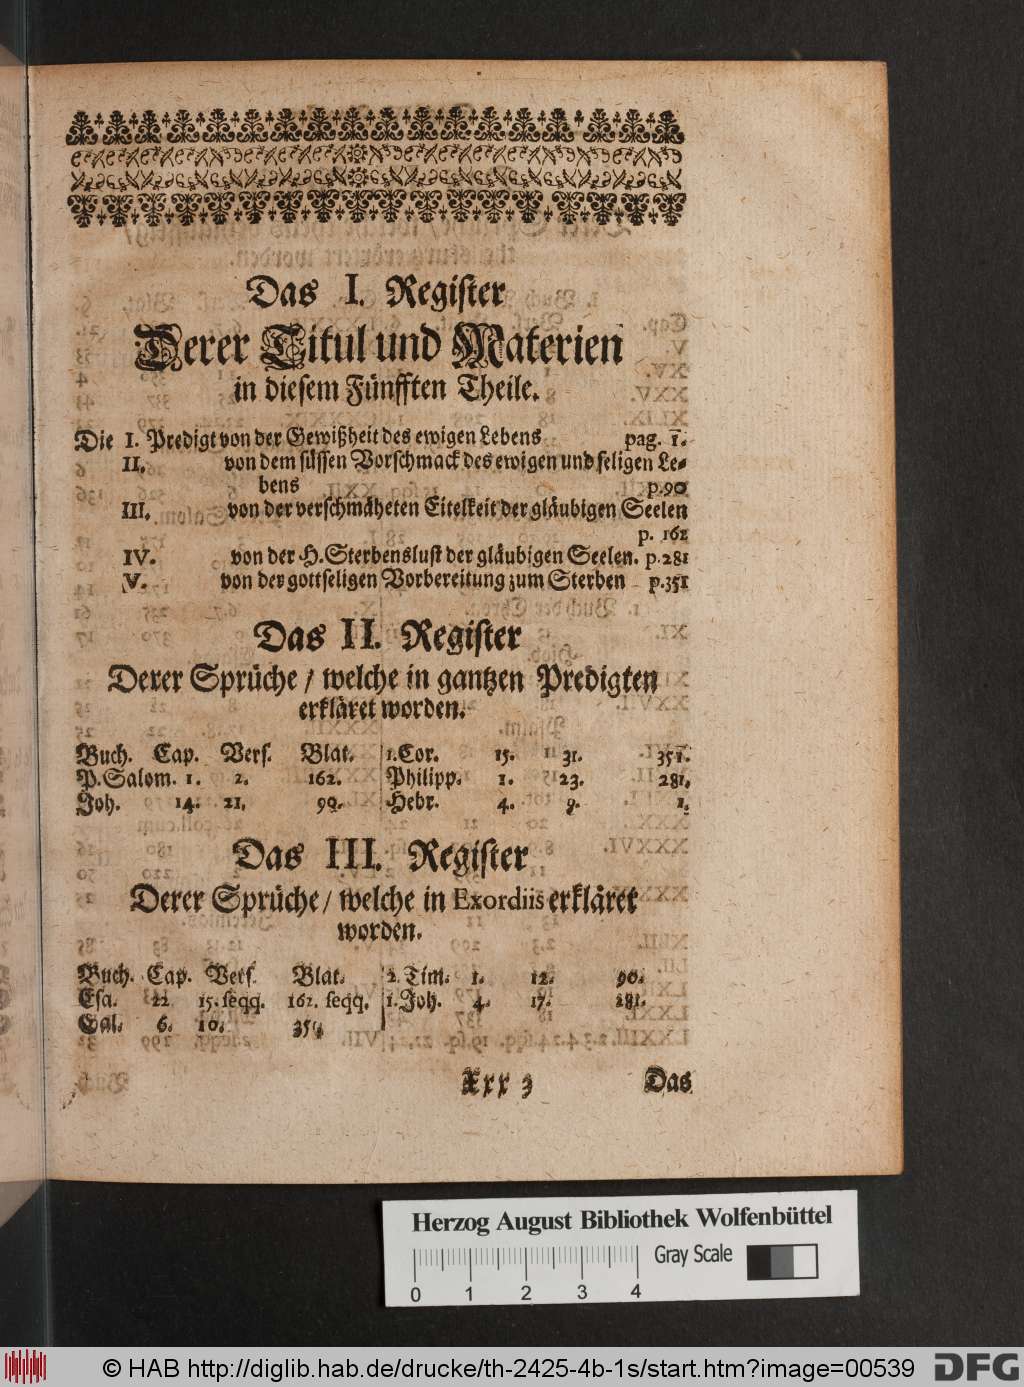 Das I. Register
Derer Titul und Materien
in diesem Fünfften Theile.
Die I. Predigt von der Gewißheit des ewigen Lebens pag. 1.
II. von dem süssen Vorschmack des ewigen und seligen Le-
bens p.90
III. von der verschmäheten Eitelkeit der gläubigen Seelen
p. 162
IV. von der H. Sterbenslust der gläubigen Seelen. p.281
V. von der gottseligen Vorbereitung zum Sterben p.351
Das II. Register
Derer Sprüche / welche in gantzen Predigten
erkläret worden.
Buch. Cap. Vers. Blat.
P. Salom. 1. 2. 162.
Joh. 14. 21. 90.
1. Cor. 15. 31. 351.
Philipp. 1. 23. 281.
Hebr. 4. 9. 1.
Das III. Register
Derer Sprüche / welche in Exordiis erkläret
worden.
Buch. Cap. Vers. Blat.
Esa. 22 15. seqq. 162. seqq.
Gal. 6. 10.
2. Tim. 1. 12. 90.
1. Joh. 4. 17. 281.
Xxx 3 Das
Herzog August Bibliothek Wolfenbüttel
Gray Scale
0 1 2 3 4
© HAB http://diglib.hab.de/drucke/th-2425-4b-1s/start.htm?image=00539 DFG